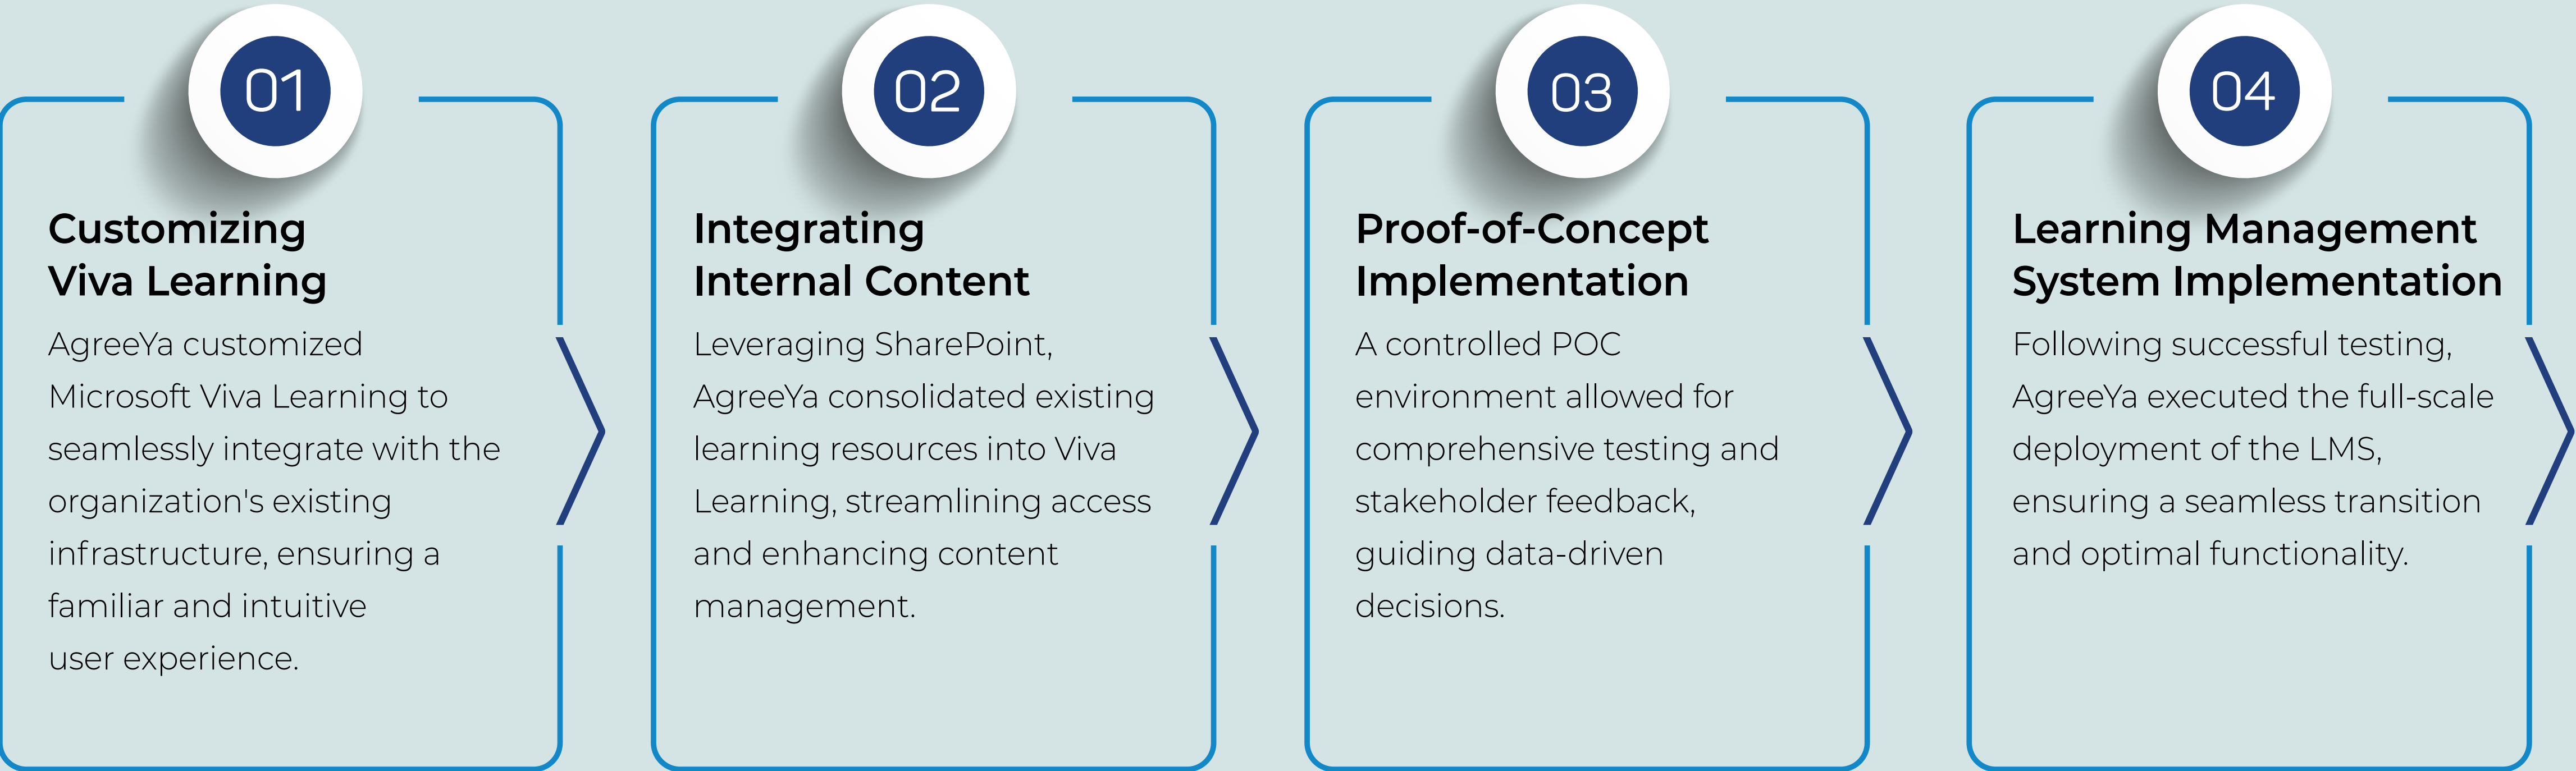 01
Customizing
Viva Learning
AgreeYa customized
Microsoft Viva Learning to
seamlessly integrate with the
organization's existing
infrastructure, ensuring a
familiar and intuitive
user experience.
02
Integrating
Internal Content
Leveraging SharePoint,
AgreeYa consolidated existing
learning resources into Viva
Learning, streamlining access
and enhancing content
management.
03
Proof-of-Concept
Implementation
A controlled POC
environment allowed for
comprehensive testing and
stakeholder feedback,
guiding data-driven
decisions.
04
Learning Management
System Implementation
Following successful testing,
AgreeYa executed the full-scale
deployment of the LMS,
ensuring a seamless transition
and optimal functionality.